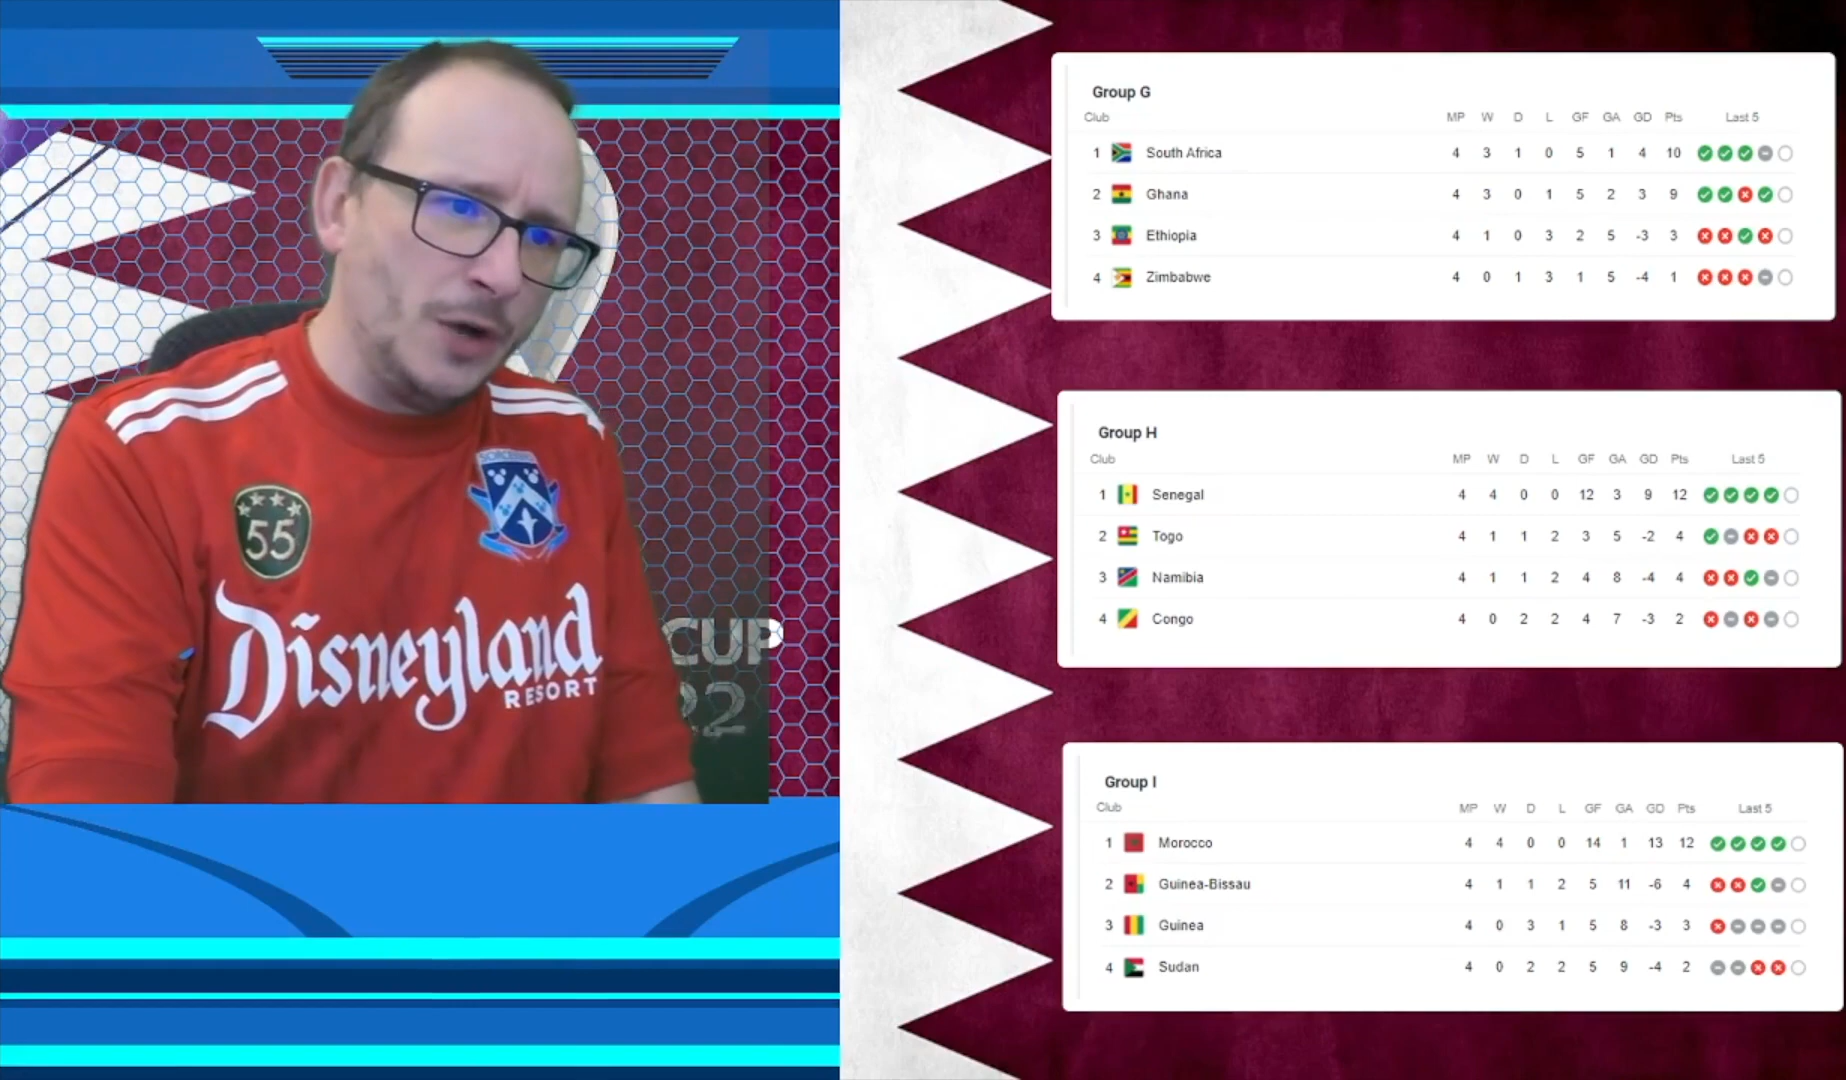 55
Disneyland
RESORT
CUP
22
Group G
Club MP W D L GF GA GD Pts Last 5
1 South Africa 4 3 1 0 5 1 4 10
2 Ghana 4 3 0 1 5 2 3 9
3 Ethiopia 4 1 0 3 2 5 -3 3
4 Zimbabwe 4 0 1 3 1 5 -4 1
Group H
Club MP W D L GF GA GD Pts Last 5
1 Senegal 4 4 0 0 12 3 9 12
2 Togo 4 1 1 2 3 5 -2 4
3 Namibia 4 1 1 2 4 8 -4 4
4 Congo 4 0 2 2 4 7 -3 2
Group I
Club MP W D L GF GA GD Pts Last 5
1 Morocco 4 4 0 0 14 1 13 12
2 Guinea-Bissau 4 1 1 2 5 11 -6 4
3 Guinea 4 0 3 1 5 8 -3 3
4 Sudan 4 0 2 2 5 9 -4 2